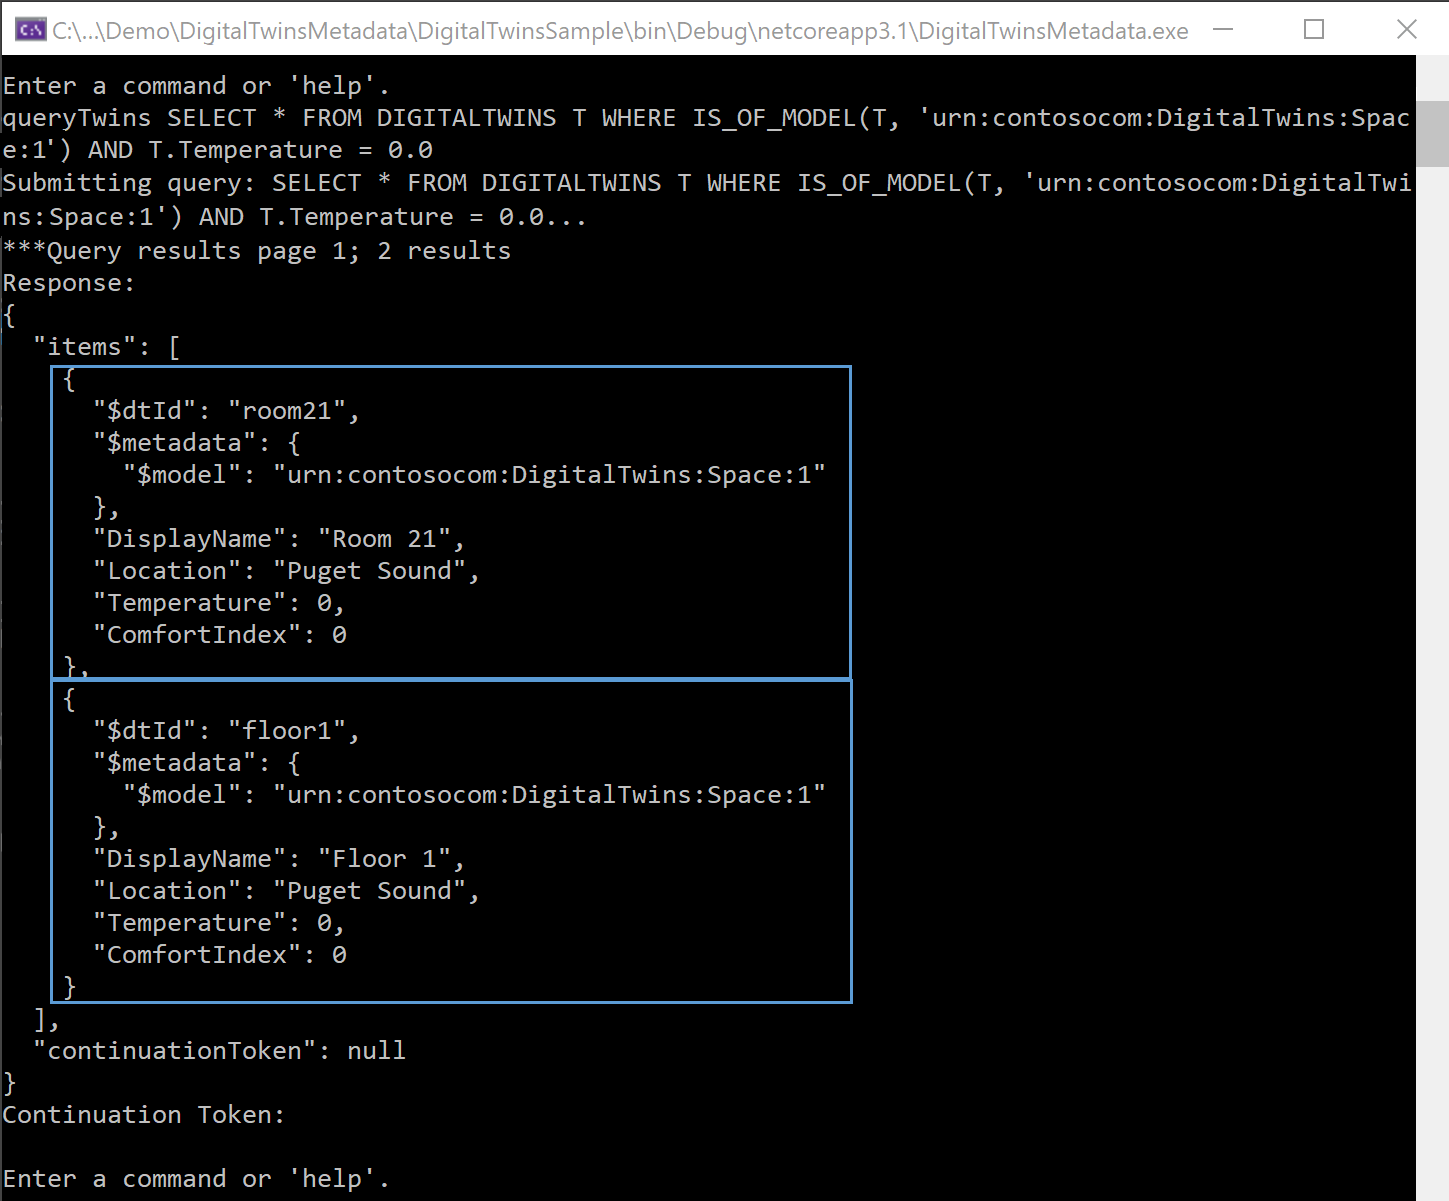 C:\...\Demo\DigitalTwinsMetadata\DigitalTwinsSample\bin\Debug\netcoreapp3.1\DigitalTwinsMetadata.exe
Enter a command or 'help'.
queryTwins SELECT * FROM DIGITALTWINS T WHERE IS_OF_MODEL(T, 'urn:contosocom:DigitalTwins:Spac
e:1') AND T.Temperature = 0.0
Submitting query: SELECT * FROM DIGITALTWINS T WHERE IS_OF_MODEL(T, 'urn:contosocom:DigitalTwi
ns:Space:1') AND T.Temperature = 0.0...
***Query results page 1; 2 results
Response:
{
  "items": [
    {
      "$dtId": "room21",
      "$metadata": {
        "$model": "urn:contosocom:DigitalTwins:Space:1"
      },
      "DisplayName": "Room 21",
      "Location": "Puget Sound",
      "Temperature": 0,
      "ComfortIndex": 0
    },
    {
      "$dtId": "floor1",
      "$metadata": {
        "$model": "urn:contosocom:DigitalTwins:Space:1"
      },
      "DisplayName": "Floor 1",
      "Location": "Puget Sound",
      "Temperature": 0,
      "ComfortIndex": 0
    }
  ],
  "continuationToken": null
}
Continuation Token:
Enter a command or 'help'.